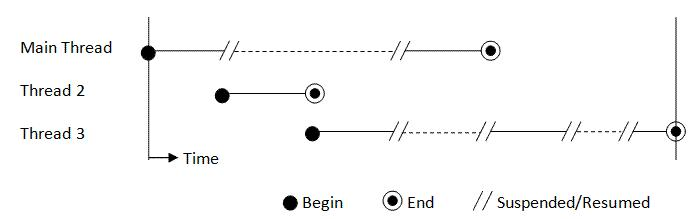 Main Thread
Thread 2
Thread 3
Time
Begin End // Suspended/Resumed